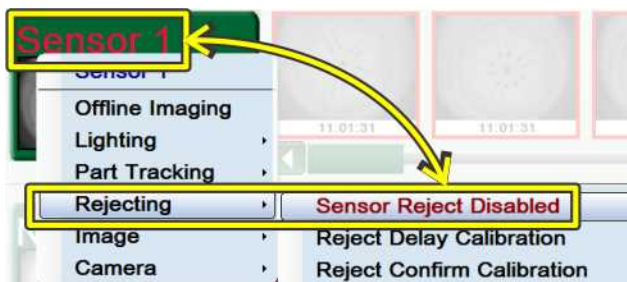 Sensor 1
Sensor 1
11:01:31
11:01:31
Offline Imaging
Lighting
Part Tracking
Rejecting
Sensor Reject Disabled
Image
Reject Delay Calibration
Camera
Reject Confirm Calibration